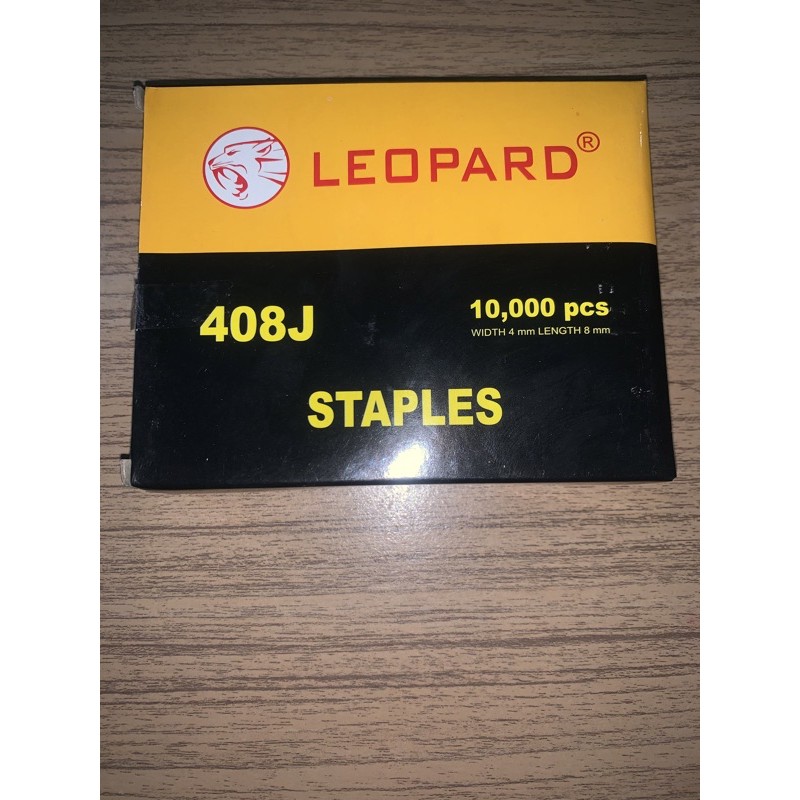 LEOPARD®
408J
10,000 pcs
WIDTH 4 mm LENGTH 8 mm
STAPLES